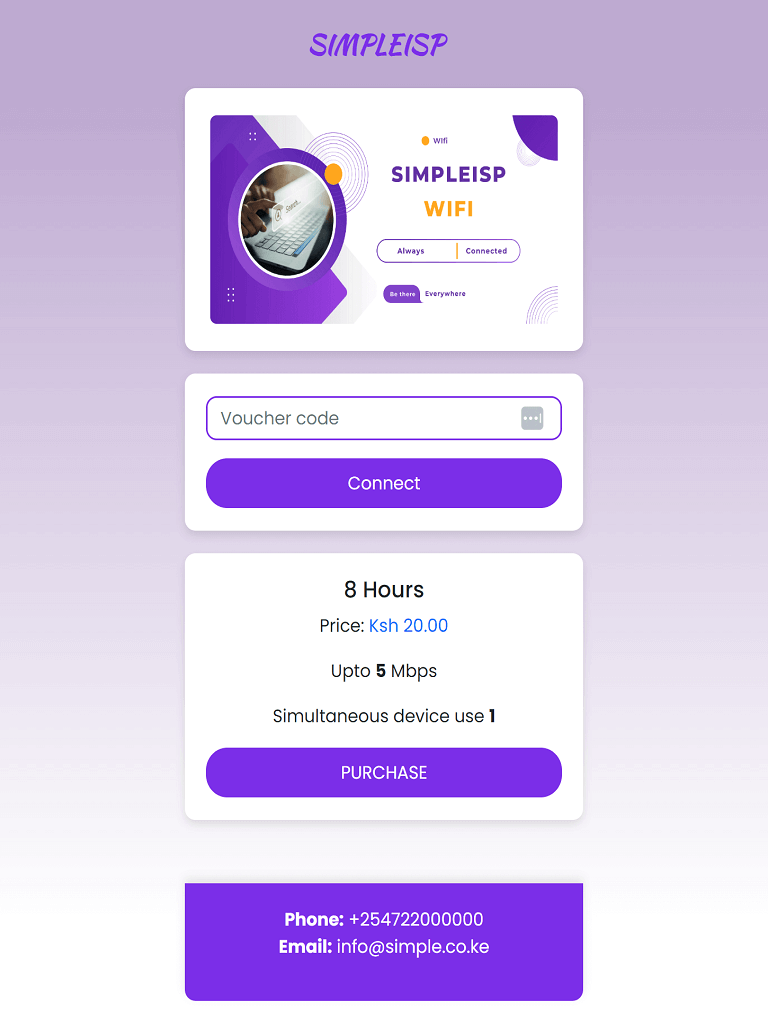 SIMPLEISP
Wifi
SIMPLEISP
WIFI
Always Connected
Be there Everywhere
Voucher code
Connect
8 Hours
Price: Ksh 20.00
Upto 5 Mbps
Simultaneous device use 1
PURCHASE
Phone: +254722000000
Email: info@simple.co.ke